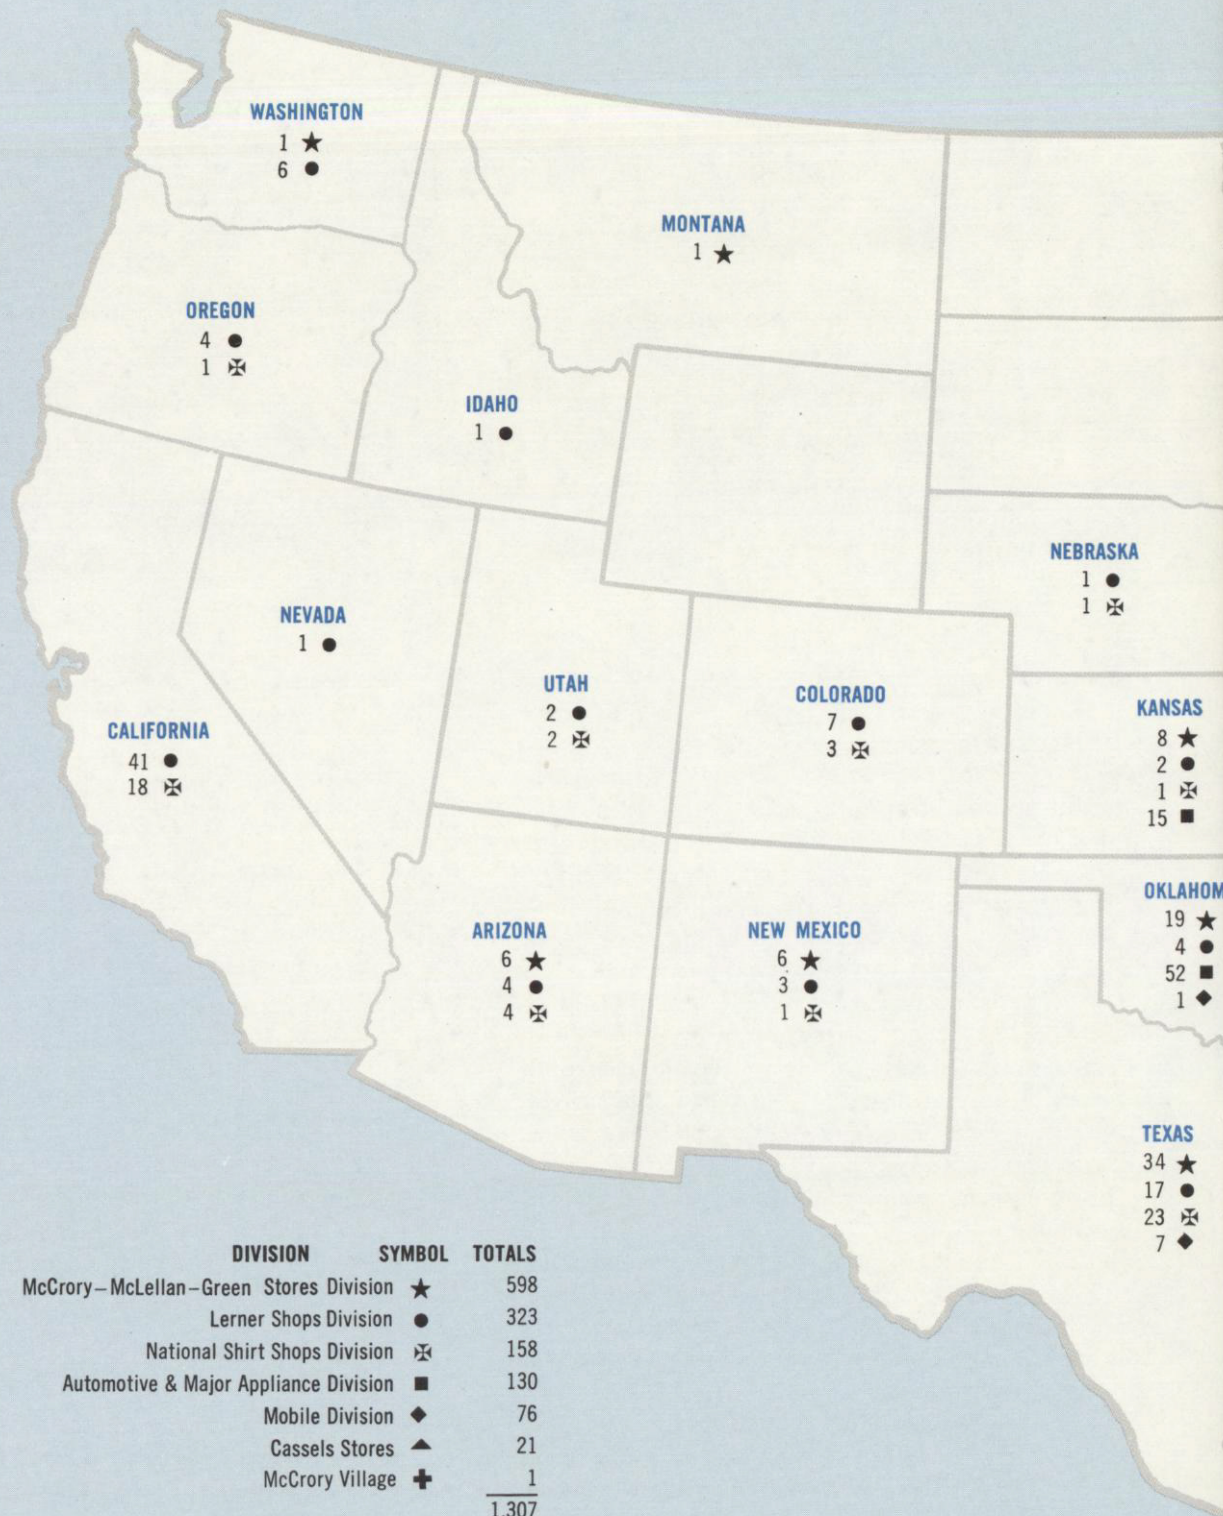 WASHINGTON
1 ★
6 ●
MONTANA
1 ★
OREGON
4 ●
1 ✠
IDAHO
1 ●
NEBRASKA
1 ●
1 ✠
NEVADA
1 ●
UTAH
2 ●
2 ✠
COLORADO
7 ●
3 ✠
KANSAS
8 ★
2 ●
1 ✠
15 ■
CALIFORNIA
41 ●
18 ✠
OKLAHOM
19 ★
4 ●
52 ■
1 ◆
ARIZONA
6 ★
4 ●
4 ✠
NEW MEXICO
6 ★
3 ●
1 ✠
TEXAS
34 ★
17 ●
23 ✠
7 ◆
DIVISION SYMBOL TOTALS
McCrory–McLellan–Green Stores Division ★ 598
Lerner Shops Division ● 323
National Shirt Shops Division ✠ 158
Automotive & Major Appliance Division ■ 130
Mobile Division ◆ 76
Cassels Stores ▲ 21
McCrory Village ✚ 1
1,307